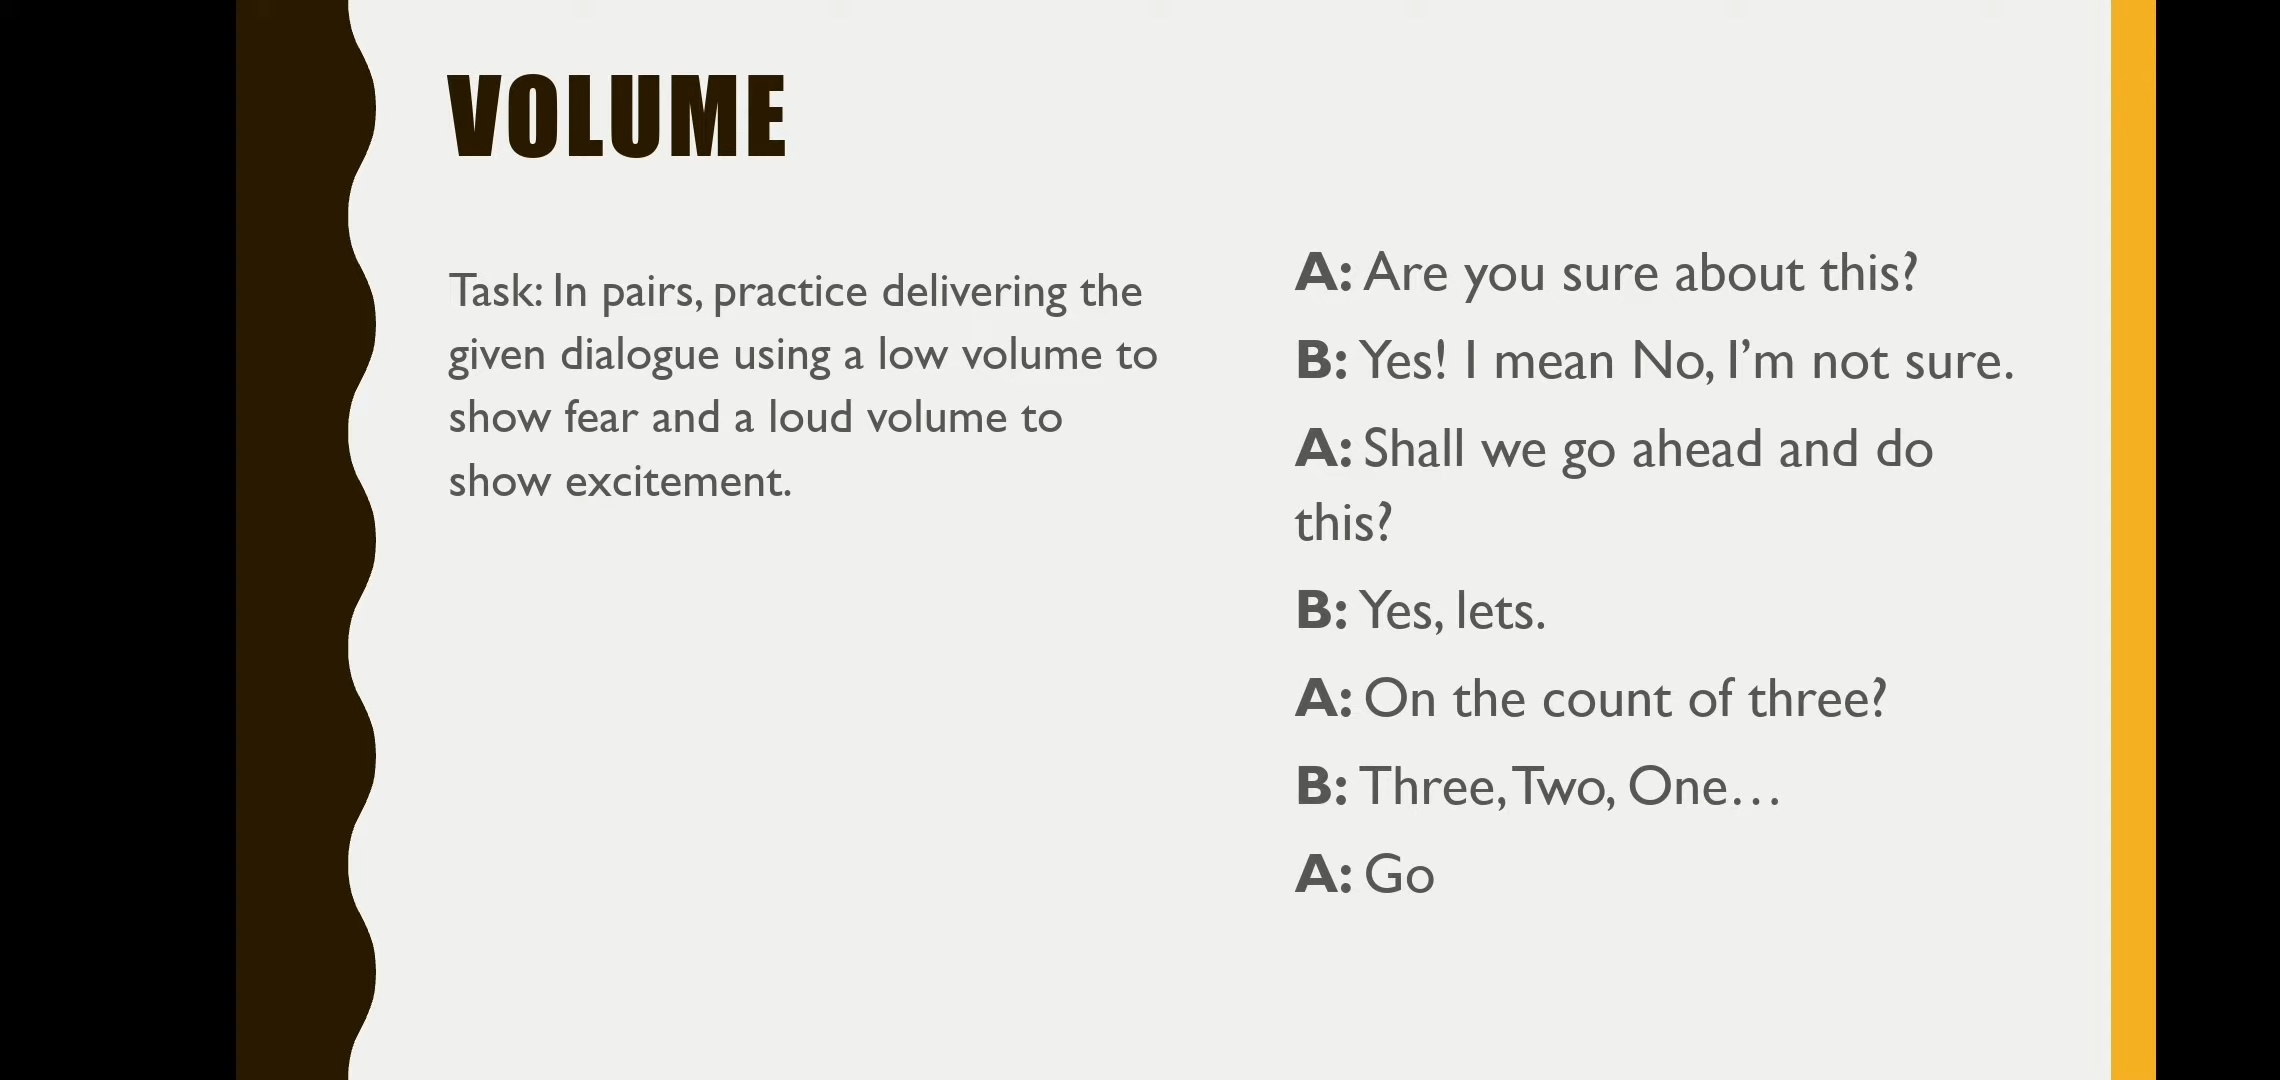 VOLUME
Task: In pairs, practice delivering the
given dialogue using a low volume to
show fear and a loud volume to
show excitement.
A: Are you sure about this?
B: Yes! I mean No, I’m not sure.
A: Shall we go ahead and do
this?
B: Yes, lets.
A: On the count of three?
B: Three, Two, One…
A: Go